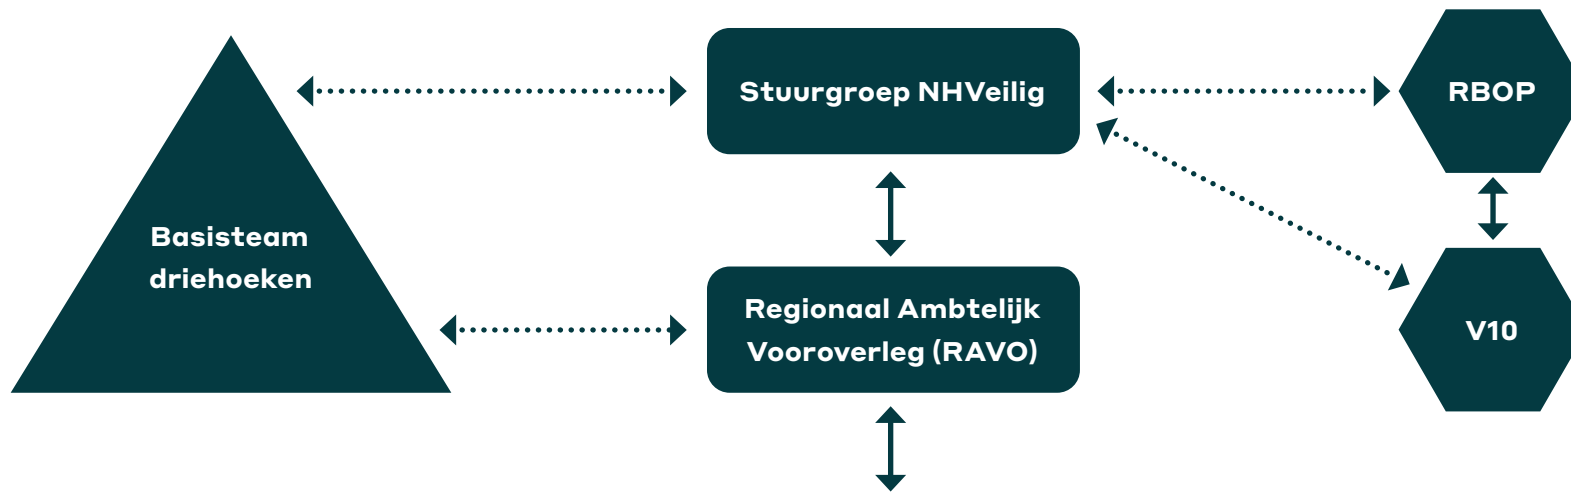 Stuurgroep NHVeilig
RBOP
Basisteam
driehoeken
Regionaal Ambtelijk
Vooroverleg (RAVO)
V10